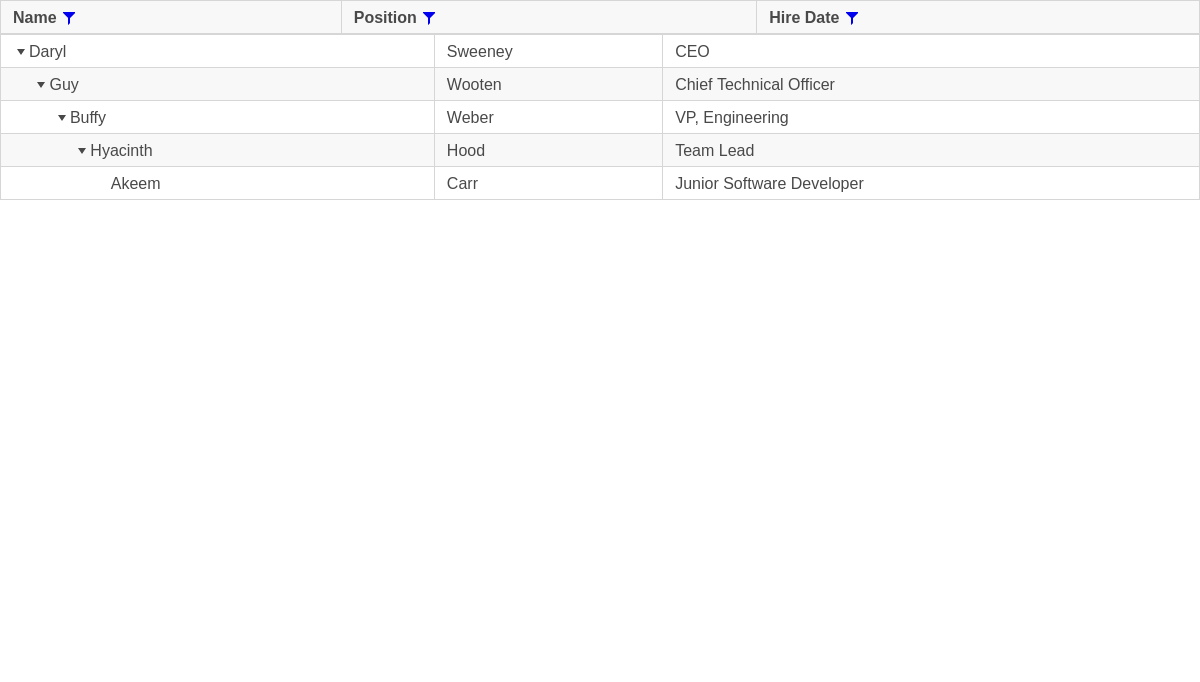 Name Position Hire Date
Daryl Sweeney CEO
Guy Wooten Chief Technical Officer
Buffy Weber VP, Engineering
Hyacinth Hood Team Lead
Akeem Carr Junior Software Developer